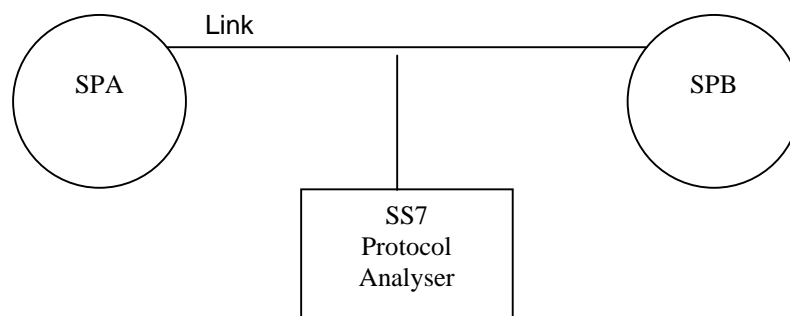 Link
SPA
SPB
SS7
Protocol
Analyser